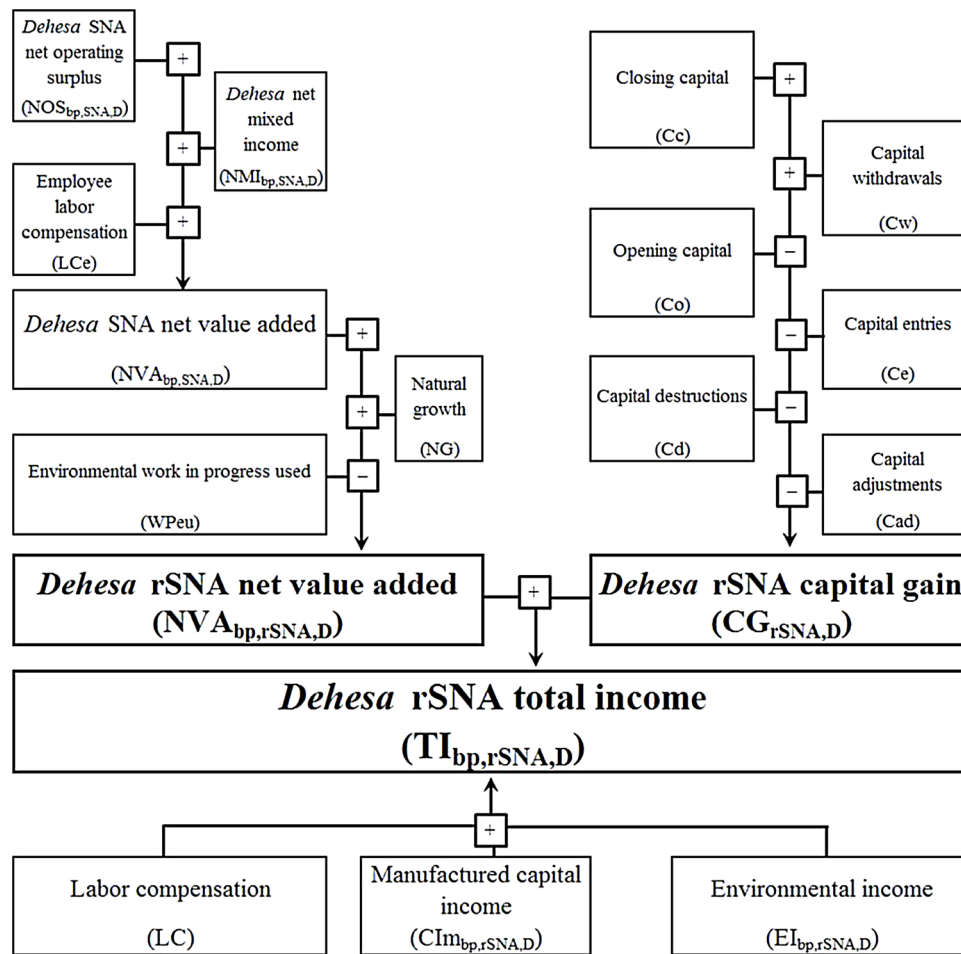 Dehesa SNA
net operating
surplus
(NOSbp,SNA,D)
+
Dehesa net
mixed
income
(NMIbp,SNA,D)
+
Employee
labor
compensation
(LCe)
+
Dehesa SNA net value added
(NVAbp,SNA,D)
+
Natural
growth
(NG)
+
Environmental work in progress used
(WPeu)
−
Closing capital
(Cc)
+
Capital
withdrawals
(Cw)
+
Opening capital
(Co)
−
Capital entries
(Ce)
−
Capital destructions
(Cd)
−
Capital
adjustments
(Cad)
−
Dehesa rSNA net value added
(NVAbp,rSNA,D)
+
Dehesa rSNA capital gain
(CGrSNA,D)
Dehesa rSNA total income
(TIbp,rSNA,D)
+
Labor compensation
(LC)
Manufactured capital
income
(CImbp,rSNA,D)
Environmental income
(EIbp,rSNA,D)